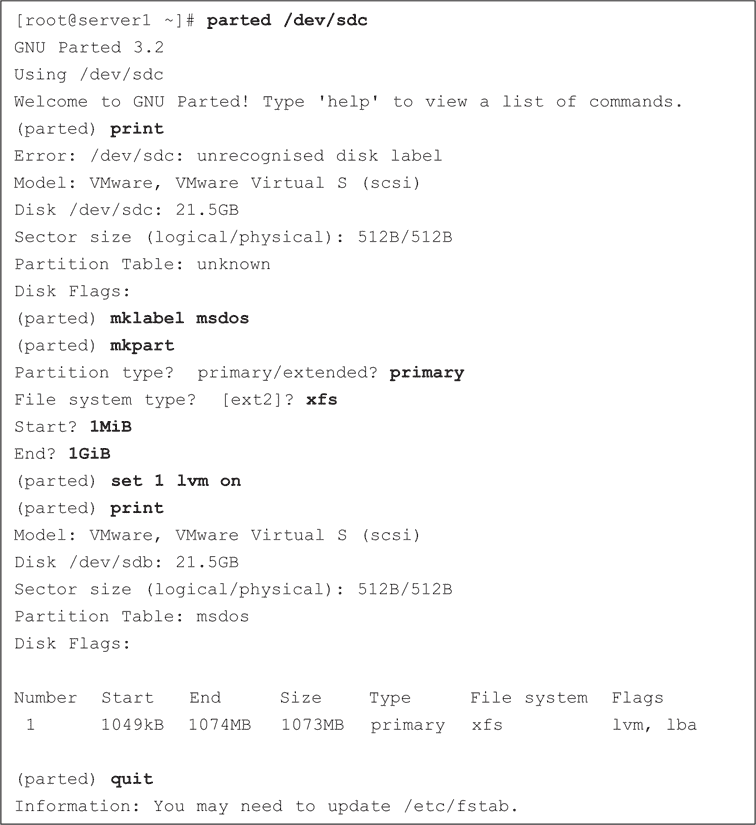 [root@server1 ~]# parted /dev/sdc
GNU Parted 3.2
Using /dev/sdc
Welcome to GNU Parted! Type 'help' to view a list of commands.
(parted) print
Error: /dev/sdc: unrecognised disk label
Model: VMware, VMware Virtual S (scsi)
Disk /dev/sdc: 21.5GB
Sector size (logical/physical): 512B/512B
Partition Table: unknown
Disk Flags:
(parted) mklabel msdos
(parted) mkpart
Partition type?  primary/extended? primary
File system type?  [ext2]? xfs
Start? 1MiB
End? 1GiB
(parted) set 1 lvm on
(parted) print
Model: VMware, VMware Virtual S (scsi)
Disk /dev/sdb: 21.5GB
Sector size (logical/physical): 512B/512B
Partition Table: msdos
Disk Flags:

Number  Start   End     Size    Type     File system  Flags
 1      1049kB  1074MB  1073MB  primary  xfs          lvm, lba

(parted) quit
Information: You may need to update /etc/fstab.